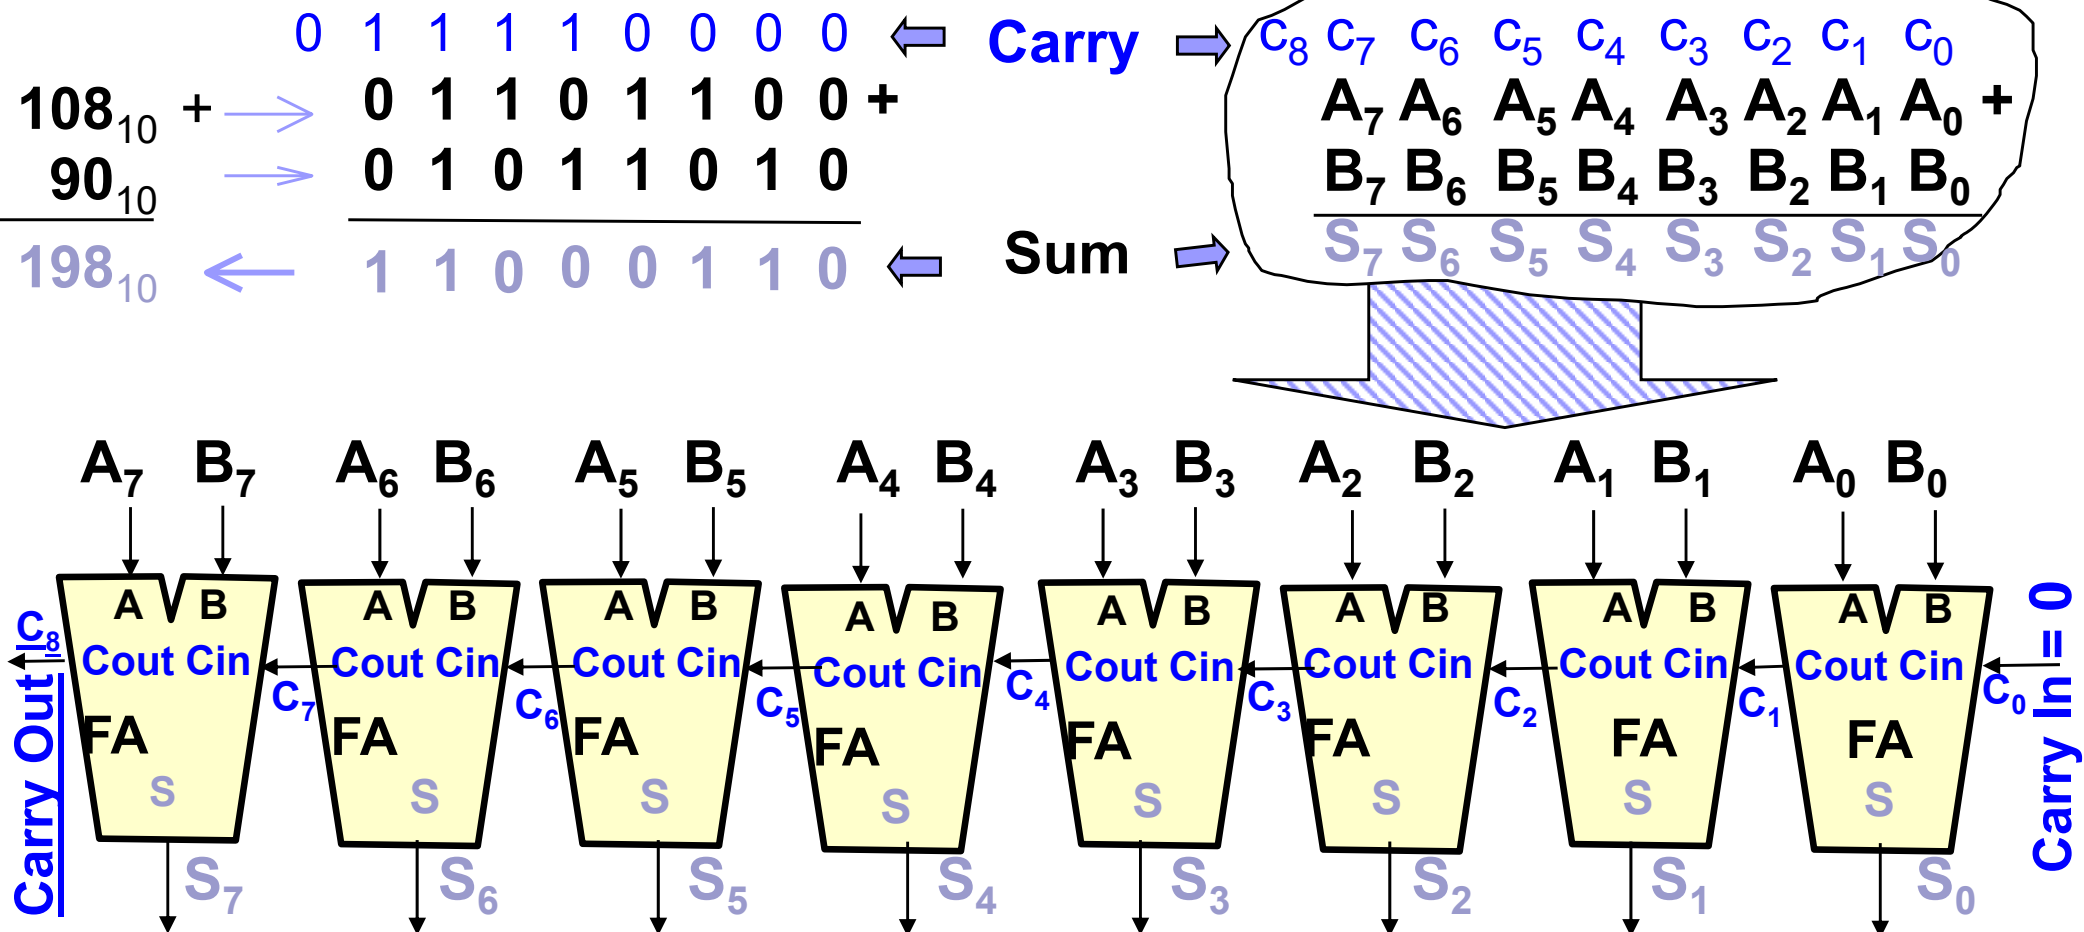 0 1 1 1 1 0 0 0 0 Carry C8 C7 C6 C5 C4 C3 C2 C1 C0
10810 + 0 1 1 0 1 1 0 0 + A7 A6 A5 A4 A3 A2 A1 A0 +
9010 0 1 0 1 1 0 1 0 B7 B6 B5 B4 B3 B2 B1 B0
19810 1 1 0 0 0 1 1 0 Sum S7 S6 S5 S4 S3 S2 S1 S0
A7 B7 A6 B6 A5 B5 A4 B4 A3 B3 A2 B2 A1 B1 A0 B0
A B A B A B A B A B A B A B A B
Cout Cin Cout Cin Cout Cin Cout Cin Cout Cin Cout Cin Cout Cin Cout Cin
Carry Out C8 C7 C6 C5 C4 C3 C2 C1 C0 Carry In = 0
FA FA FA FA FA FA FA FA
S S S S S S S S
S7 S6 S5 S4 S3 S2 S1 S0